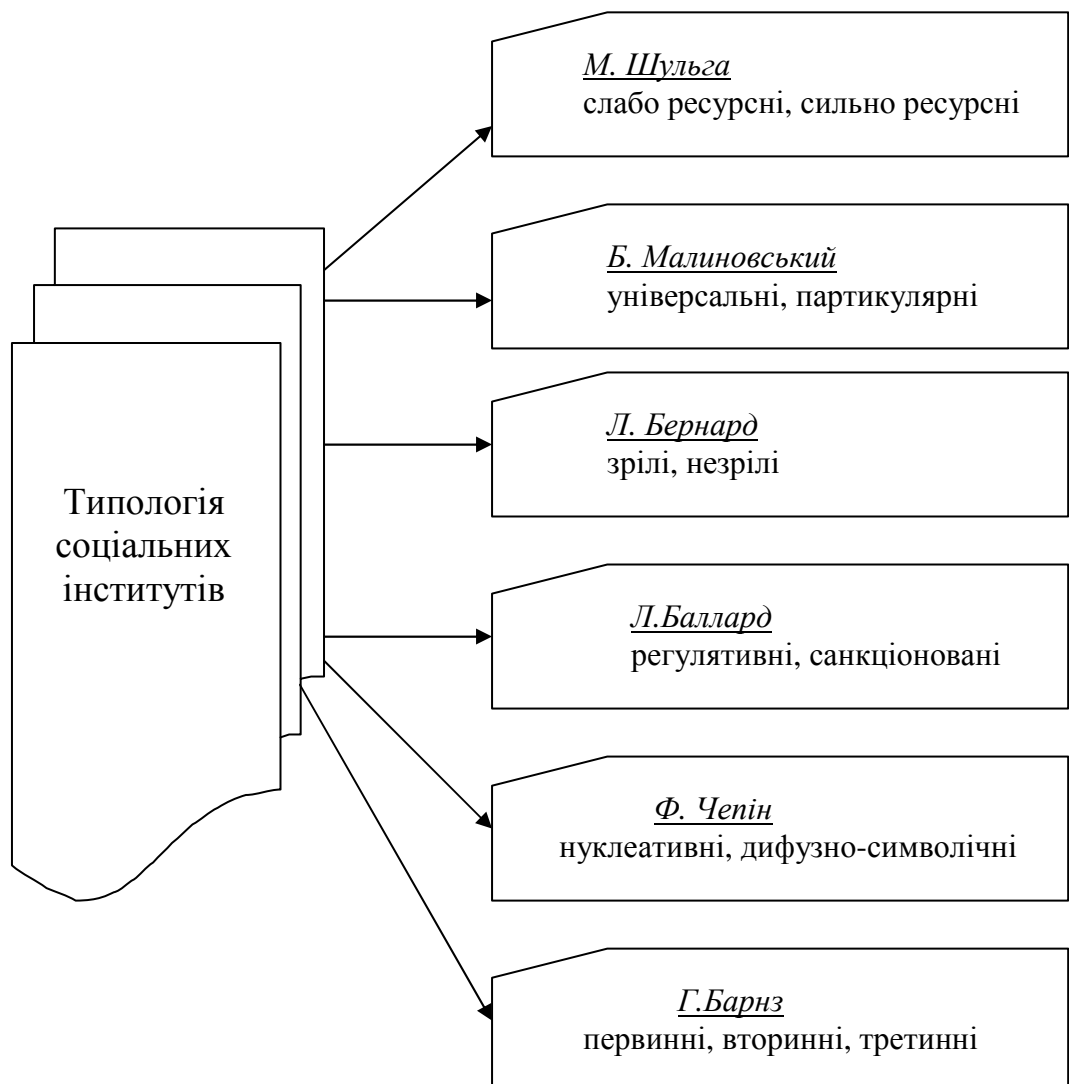 М. Шульга
слабо ресурсні, сильно ресурсні
Б. Малиновський
універсальні, партикулярні
Л. Бернард
зрілі, незрілі
Типологія
соціальних
інститутів
Л.Баллард
регулятивні, санкціоновані
Ф. Чепін
нуклеативні, дифузно-символічні
Г.Барнз
первинні, вторинні, третинні